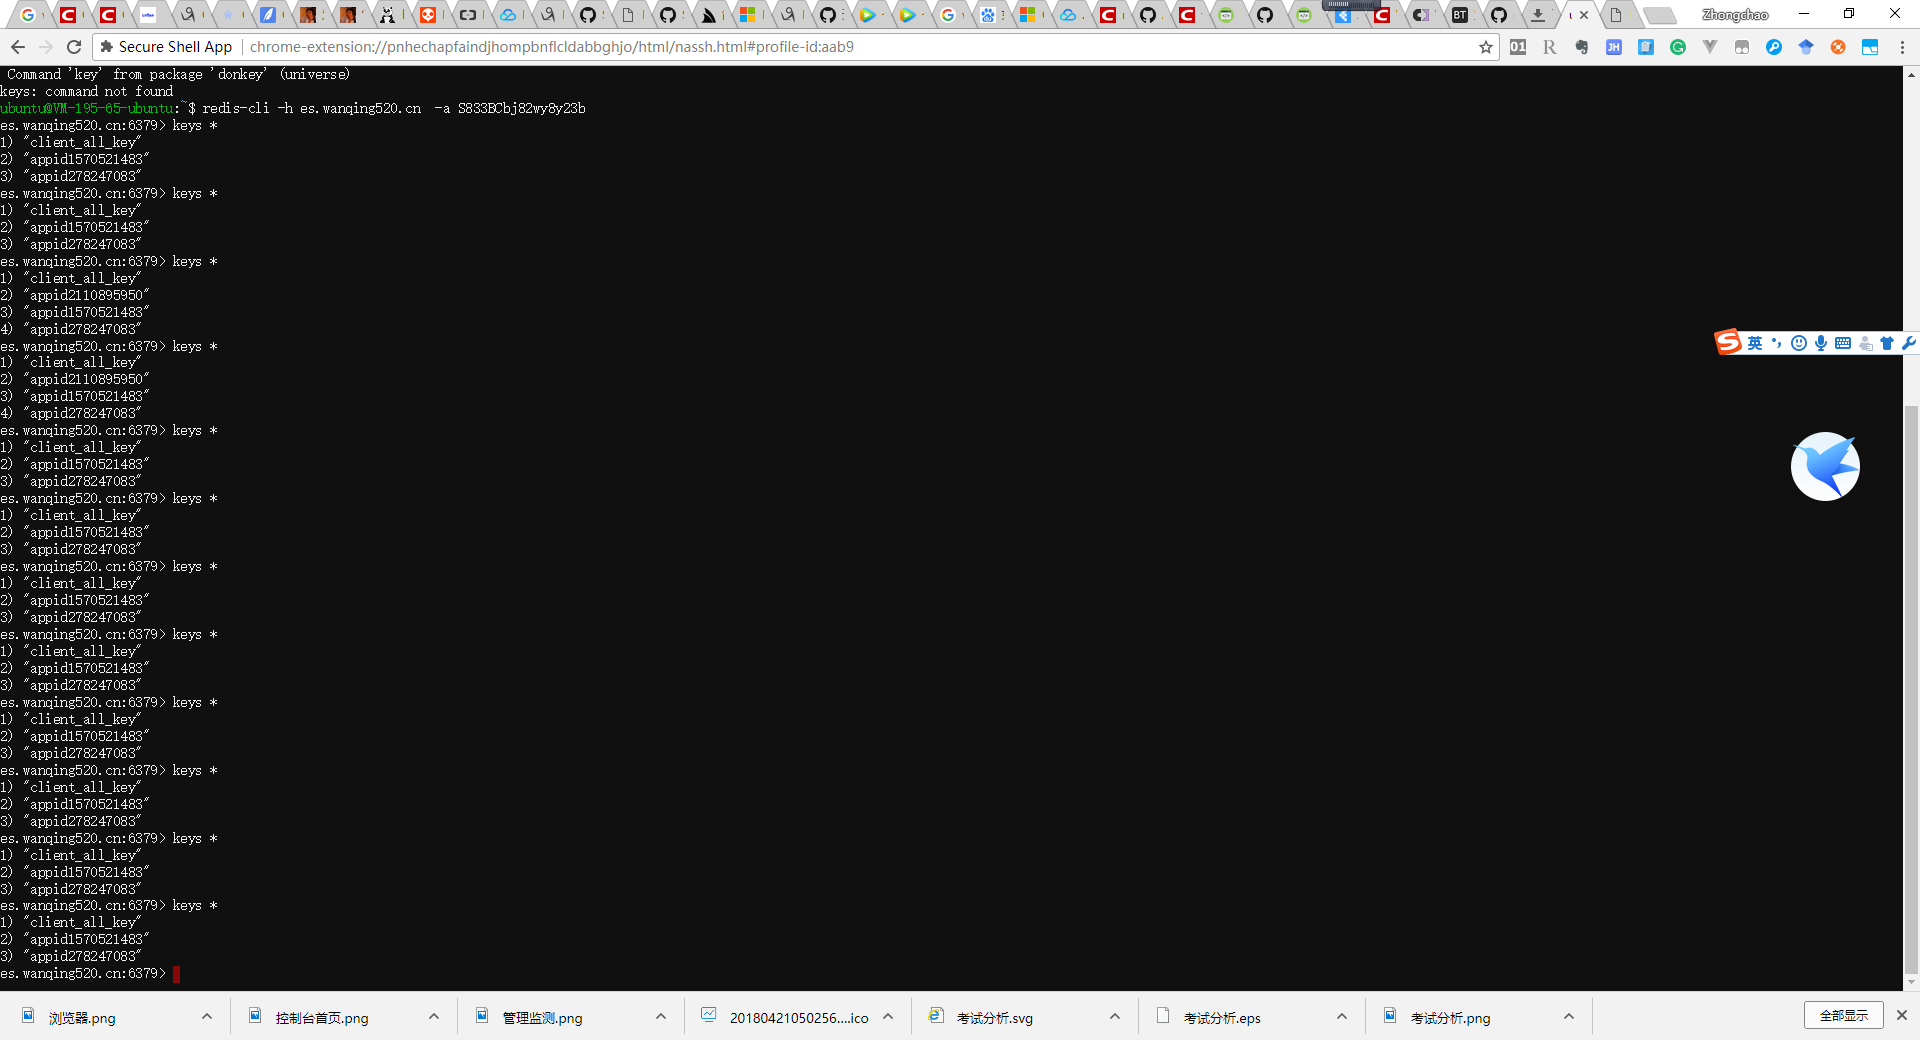 Zhongchao
Secure Shell App
chrome-extension://pnhechapfaindjhompbnflcldabbghjo/html/nassh.html#profile-id:aab9
Command 'key' from package 'donkey' (universe)
keys: command not found
ubuntu@VM-195-65-ubuntu:~$ redis-cli -h es.wanqing520.cn  -a S833BCbj82wy8y23b
es.wanqing520.cn:6379> keys *
1) "client_all_key"
2) "appid1570521483"
3) "appid278247083"
es.wanqing520.cn:6379> keys *
1) "client_all_key"
2) "appid1570521483"
3) "appid278247083"
es.wanqing520.cn:6379> keys *
1) "client_all_key"
2) "appid2110895950"
3) "appid1570521483"
4) "appid278247083"
es.wanqing520.cn:6379> keys *
1) "client_all_key"
2) "appid2110895950"
3) "appid1570521483"
4) "appid278247083"
es.wanqing520.cn:6379> keys *
1) "client_all_key"
2) "appid1570521483"
3) "appid278247083"
es.wanqing520.cn:6379> keys *
1) "client_all_key"
2) "appid1570521483"
3) "appid278247083"
es.wanqing520.cn:6379> keys *
1) "client_all_key"
2) "appid1570521483"
3) "appid278247083"
es.wanqing520.cn:6379> keys *
1) "client_all_key"
2) "appid1570521483"
3) "appid278247083"
es.wanqing520.cn:6379> keys *
1) "client_all_key"
2) "appid1570521483"
3) "appid278247083"
es.wanqing520.cn:6379> keys *
1) "client_all_key"
2) "appid1570521483"
3) "appid278247083"
es.wanqing520.cn:6379> keys *
1) "client_all_key"
2) "appid1570521483"
3) "appid278247083"
es.wanqing520.cn:6379> keys *
1) "client_all_key"
2) "appid1570521483"
3) "appid278247083"
es.wanqing520.cn:6379>
英
浏览器.png
控制台首页.png
管理监测.png
20180421050256....ico
考试分析.svg
考试分析.eps
考试分析.png
全部显示